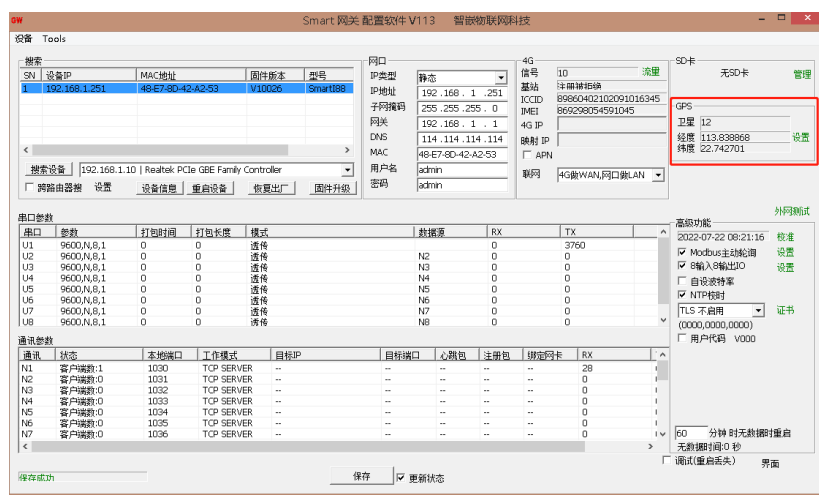 GW Smart 网关 配置软件 V113 智嵌物联网科技
设备 Tools
搜索
SN 设备IP MAC地址 固件版本 型号
1 192.168.1.251 48-E7-8D-42-A2-53 V10026 SmartI88
搜索设备 192.168.1.10 | Realtek PCIe GBE Family Controller
跨路由器搜 设置 设备信息 重启设备 恢复出厂 固件升级
网口
IP类型 静态
IP地址 192.168. 1 .251
子网掩码 255.255.255. 0
网关 192.168. 1 . 1
DNS 114.114.114.114
MAC 48-E7-8D-42-A2-53
用户名 admin
密码 admin
4G
信号 10 流量
基站 注册被拒绝
ICCID 89860402102091016345
IMEI 869298054591045
4G IP
映射 IP
APN
联网 4G做WAN,网口做LAN
SD卡
无SD卡 管理
GPS
卫星 12
经度 113.838868 设置
纬度 22.742701
外网测试
串口参数
串口 参数 打包时间 打包长度 模式 数据源 RX TX
U1 9600,N,8,1 0 0 透传 0 3760
U2 9600,N,8,1 0 0 透传 N2 0 0
U3 9600,N,8,1 0 0 透传 N3 0 0
U4 9600,N,8,1 0 0 透传 N4 0 0
U5 9600,N,8,1 0 0 透传 N5 0 0
U6 9600,N,8,1 0 0 透传 N6 0 0
U7 9600,N,8,1 0 0 透传 N7 0 0
U8 9600,N,8,1 0 0 透传 N8 0 0
通讯参数
通讯 状态 本地端口 工作模式 目标IP 目标端口 心跳包 注册包 绑定网卡 RX
N1 客户端数:1 1030 TCP SERVER -- -- -- -- -- 28
N2 客户端数:0 1031 TCP SERVER -- -- -- -- -- 0
N3 客户端数:0 1032 TCP SERVER -- -- -- -- -- 0
N4 客户端数:0 1033 TCP SERVER -- -- -- -- -- 0
N5 客户端数:0 1034 TCP SERVER -- -- -- -- -- 0
N6 客户端数:0 1035 TCP SERVER -- -- -- -- -- 0
N7 客户端数:0 1036 TCP SERVER -- -- -- -- -- 0
高级功能
2022-07-22 08:21:16 校准
Modbus主动轮询 设置
8输入8输出IO 设置
自设波特率
NTP校时
TLS 不启用 证书
(0000,0000,0000)
用户代码 V000
60 分钟 时无数据时重启
无数据时间:0 秒
调试(重启丢失) 界面
保存成功 保存 更新状态